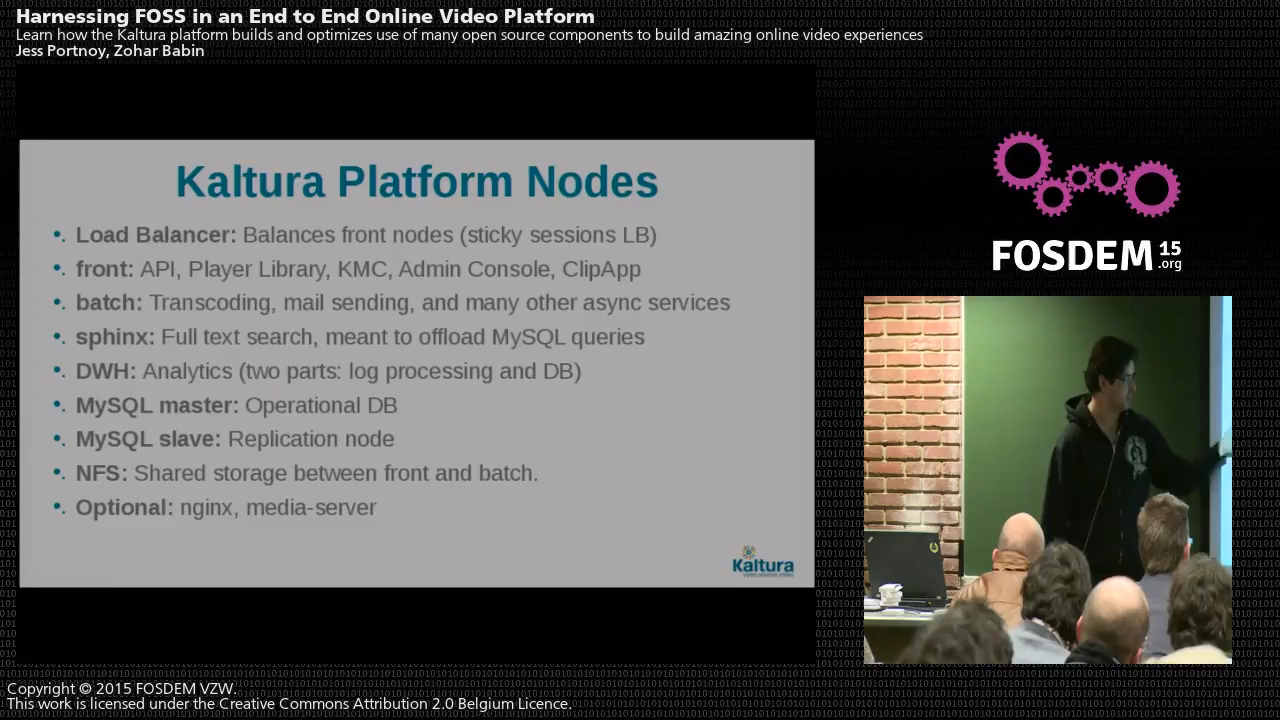 Harnessing FOSS in an End to End Online Video Platform
Learn how the Kaltura platform builds and optimizes use of many open source components to build amazing online video experiences
Jess Portnoy, Zohar Babin
Kaltura Platform Nodes
•. Load Balancer: Balances front nodes (sticky sessions LB)
•. front: API, Player Library, KMC, Admin Console, ClipApp
•. batch: Transcoding, mail sending, and many other async services
•. sphinx: Full text search, meant to offload MySQL queries
•. DWH: Analytics (two parts: log processing and DB)
•. MySQL master: Operational DB
•. MySQL slave: Replication node
•. NFS: Shared storage between front and batch.
•. Optional: nginx, media-server
Kaltura
FOSDEM 15
.org
Copyright © 2015 FOSDEM VZW.
This work is licensed under the Creative Commons Attribution 2.0 Belgium Licence.